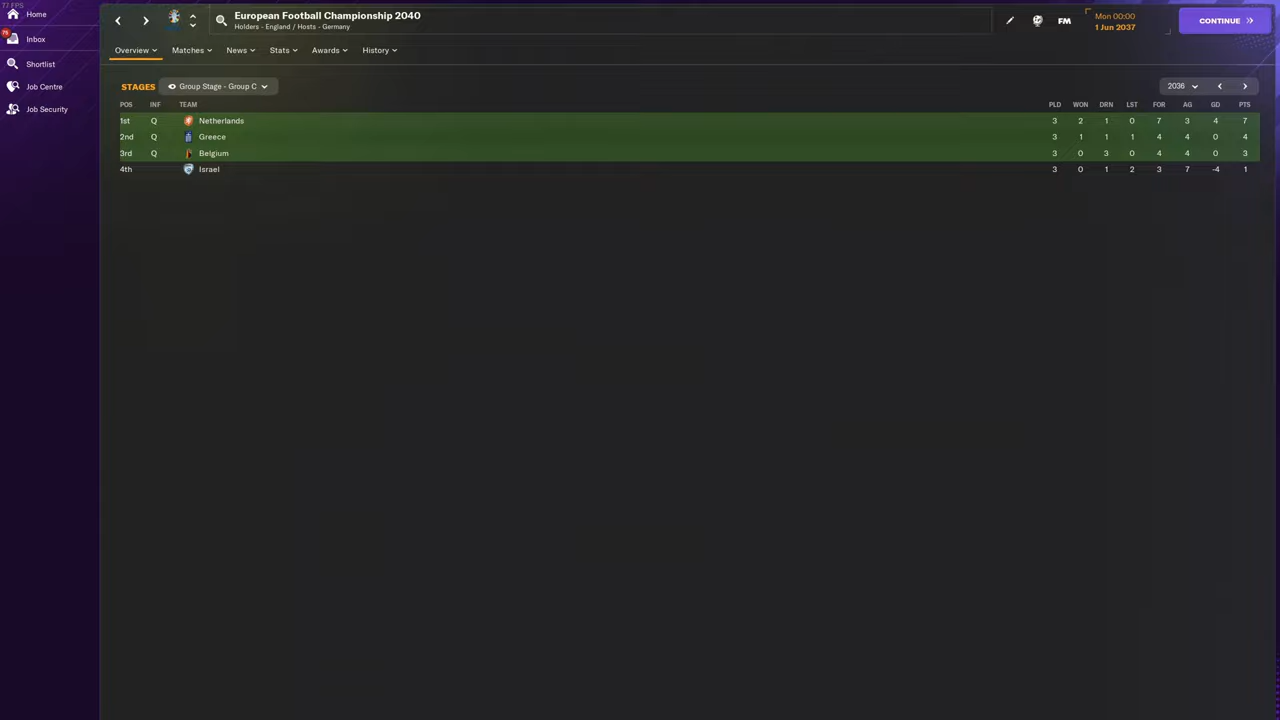 77 FPS
Home
76
Inbox
Shortlist
Job Centre
Job Security
European Football Championship 2040
Holders - England / Hosts - Germany
FM
Mon 00:00
1 Jun 2037
CONTINUE
Overview
Matches
News
Stats
Awards
History
STAGES
Group Stage - Group C
2036
POS INF TEAM PLD WON DRN LST FOR AG GD PTS
1st Q Netherlands 3 2 1 0 7 3 4 7
2nd Q Greece 3 1 1 1 4 4 0 4
3rd Q Belgium 3 0 3 0 4 4 0 3
4th Israel 3 0 1 2 3 7 -4 1